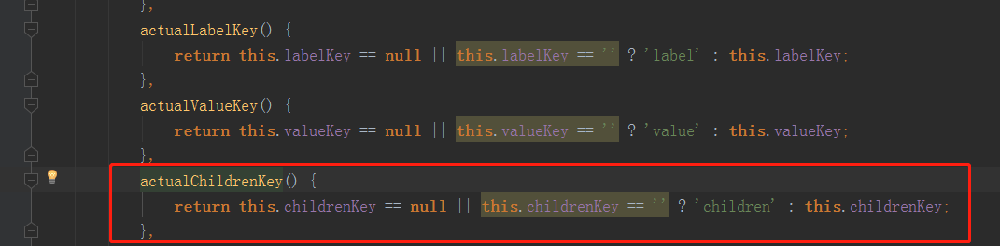 },
actualLabelKey() {
return this.labelKey == null || this.labelKey == '' ? 'label' : this.labelKey;
},
actualValueKey() {
return this.valueKey == null || this.valueKey == '' ? 'value' : this.valueKey;
},
actualChildrenKey() {
return this.childrenKey == null || this.childrenKey == '' ? 'children' : this.childrenKey;
},